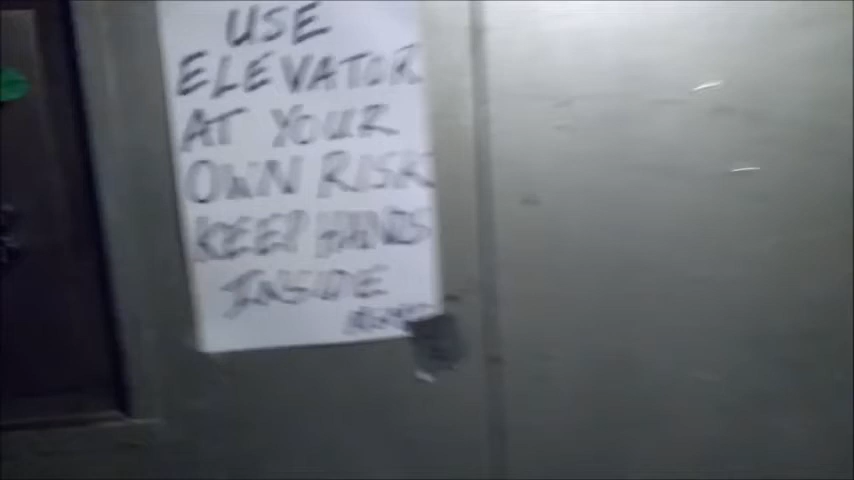 USE
ELEVATOR
AT YOUR
OWN RISK
KEEP HANDS
INSIDE